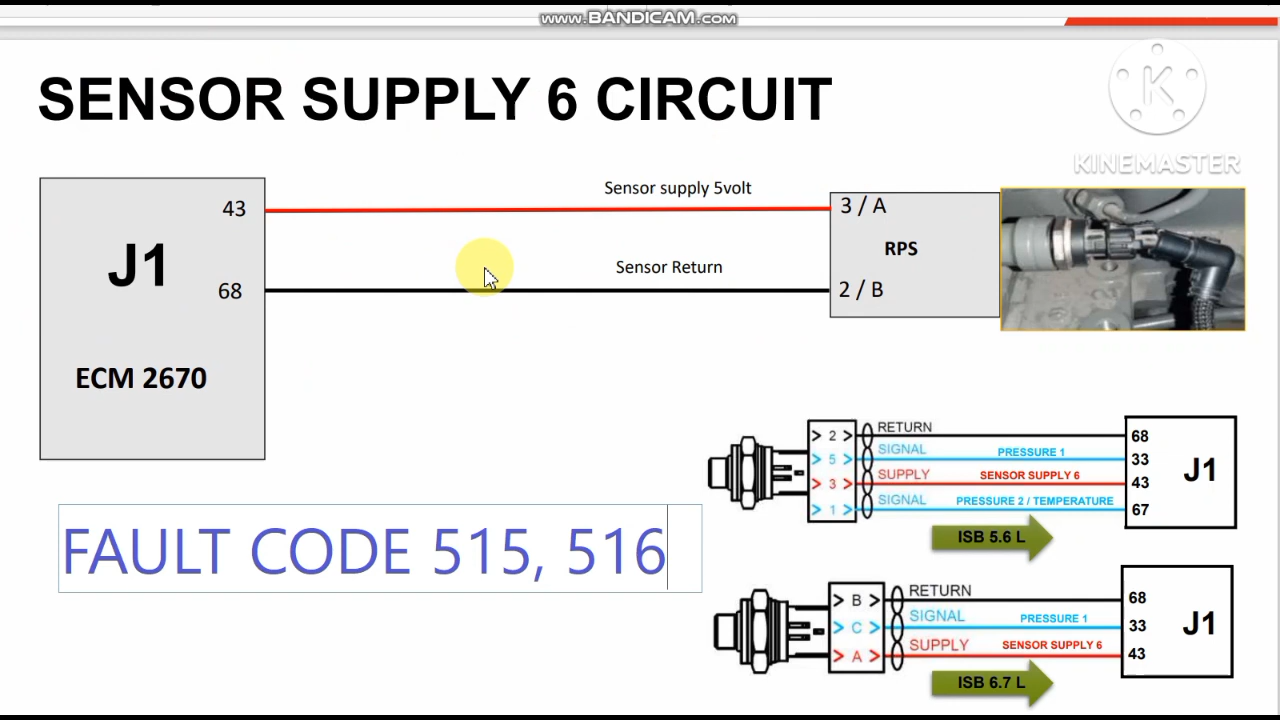 www.BANDICAM.com
SENSOR SUPPLY 6 CIRCUIT
K
KINEMASTER
Sensor supply 5volt
43
3 / A
J1
RPS
Sensor Return
68
2 / B
ECM 2670
RETURN
2
68
SIGNAL
PRESSURE 1
5
33
J1
SUPPLY
SENSOR SUPPLY 6
3
43
SIGNAL
PRESSURE 2 / TEMPERATURE
1
67
ISB 5.6 L
FAULT CODE 515, 516
RETURN
B
68
SIGNAL
PRESSURE 1
C
33
J1
SUPPLY
SENSOR SUPPLY 6
A
43
ISB 6.7 L